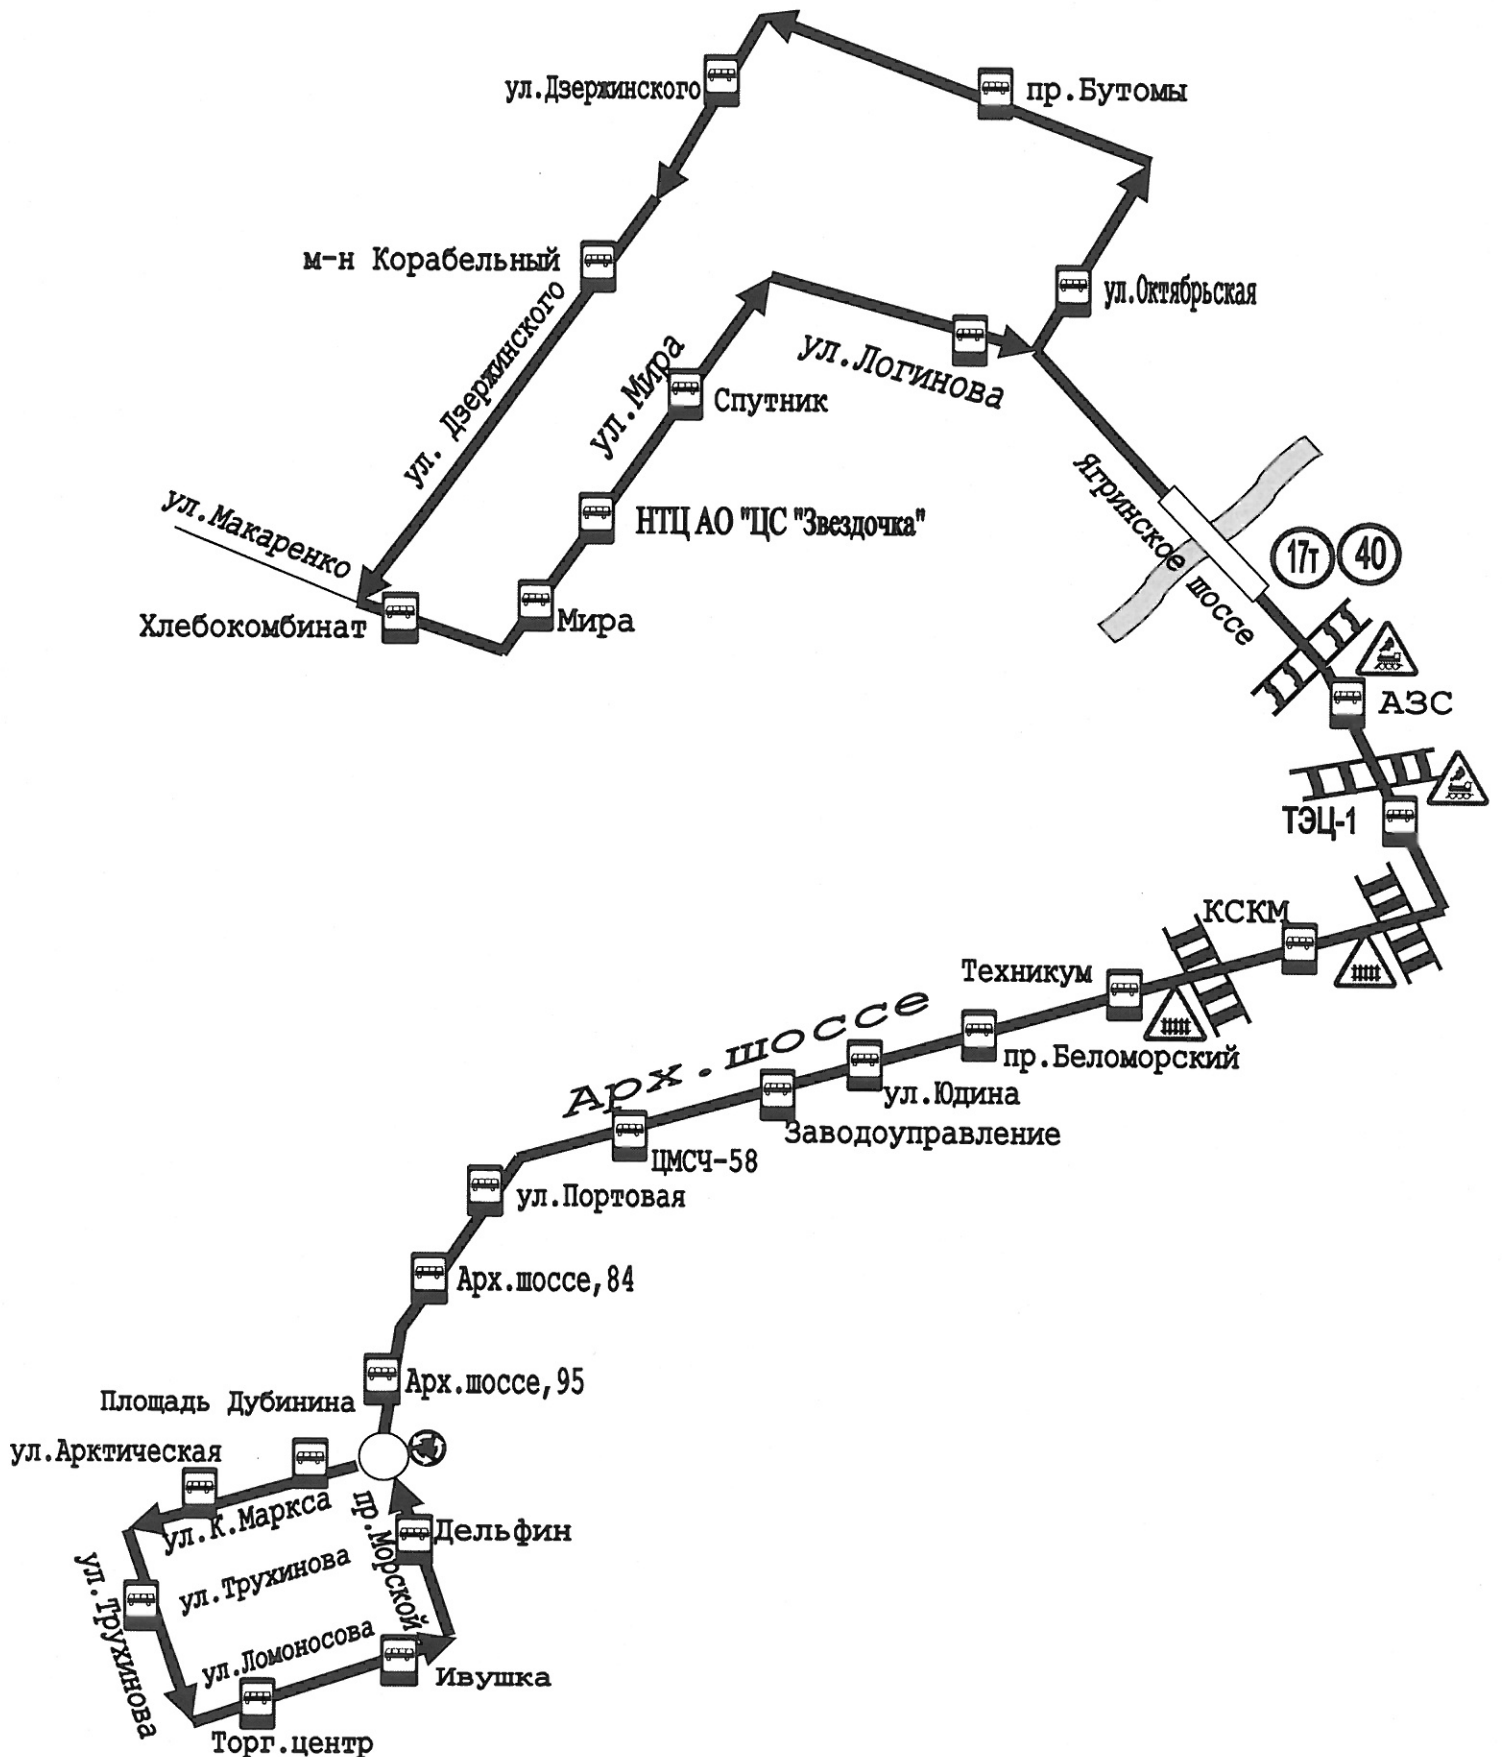 ул.Дзержинского
пр.Бутомы
м-н Корабельный
ул.Октябрьская
ул. Дзержинского
ул.Мира
ул.Логинова
Спутник
ул.Макаренко
НТЦ АО "ЦС "Звездочка"
Ягринское шоссе
17т
40
Хлебокомбинат
Мира
АЗС
ТЭЦ-1
КСКМ
Техникум
Арх.шоссе
пр.Беломорский
ул.Юдина
Заводоуправление
ЦМСЧ-58
ул.Портовая
Арх.шоссе,84
Арх.шоссе,95
Площадь Дубинина
ул.Арктическая
ул.К.Маркса
пр.Морской
Дельфин
ул.Трухинова
ул.Трухинова
ул.Ломоносова
Ивушка
Торг.центр